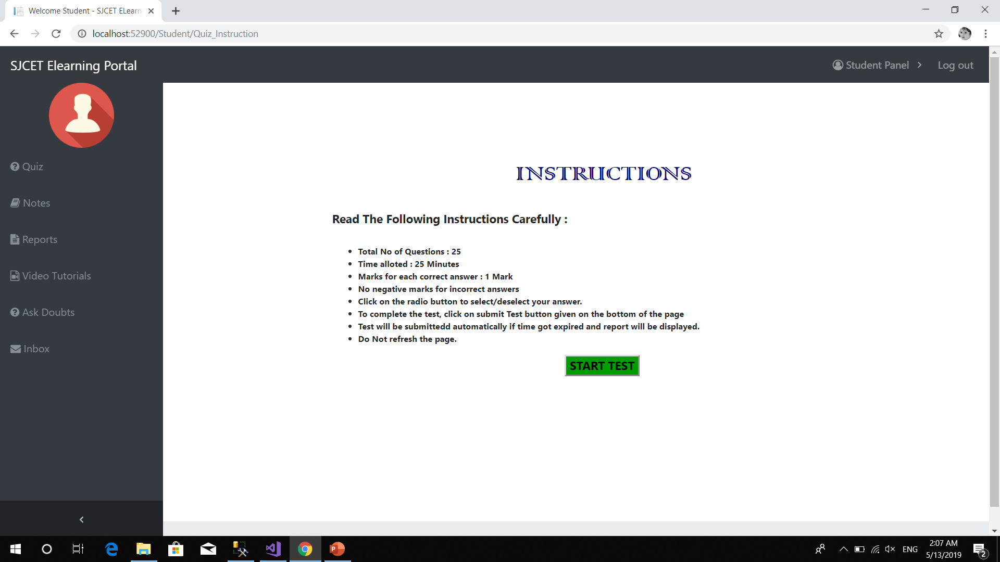 Welcome Student - SJCET ELearn
localhost:52900/Student/Quiz_Instruction
SJCET Elearning Portal
Student Panel
Log out
Quiz
Notes
Reports
Video Tutorials
Ask Doubts
Inbox
INSTRUCTIONS
Read The Following Instructions Carefully :
Total No of Questions : 25
Time alloted : 25 Minutes
Marks for each correct answer : 1 Mark
No negative marks for incorrect answers
Click on the radio button to select/deselect your answer.
To complete the test, click on submit Test button given on the bottom of the page
Test will be submittedd automatically if time got expired and report will be displayed.
Do Not refresh the page.
START TEST
ENG
2:07 AM
5/13/2019
2